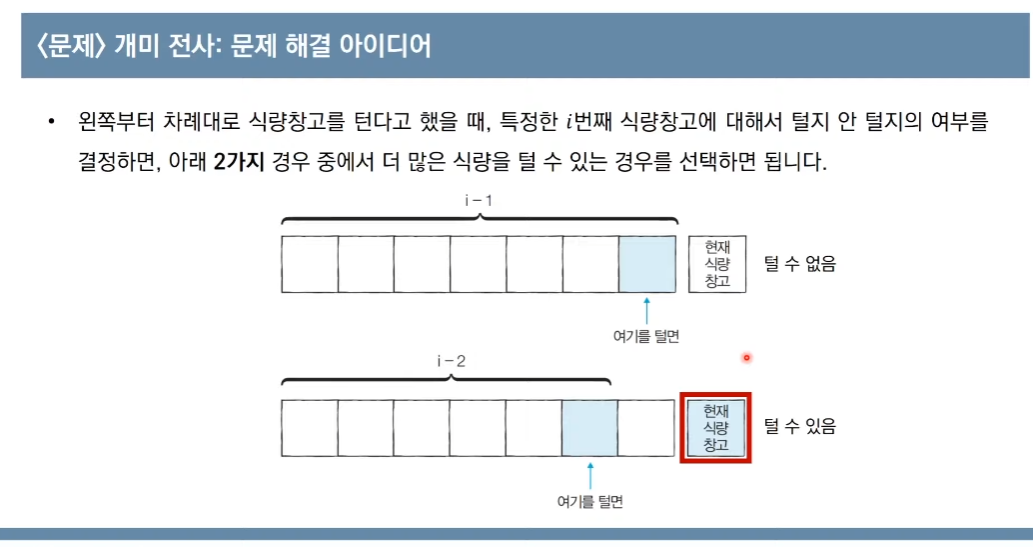 〈문제〉 개미 전사: 문제 해결 아이디어
• 왼쪽부터 차례대로 식량창고를 턴다고 했을 때, 특정한 i번째 식량창고에 대해서 털지 안 털지의 여부를
결정하면, 아래 2가지 경우 중에서 더 많은 식량을 털 수 있는 경우를 선택하면 됩니다.
i – 1
현재
식량
창고
털 수 없음
여기를 털면
i – 2
현재
식량
창고
털 수 있음
여기를 털면